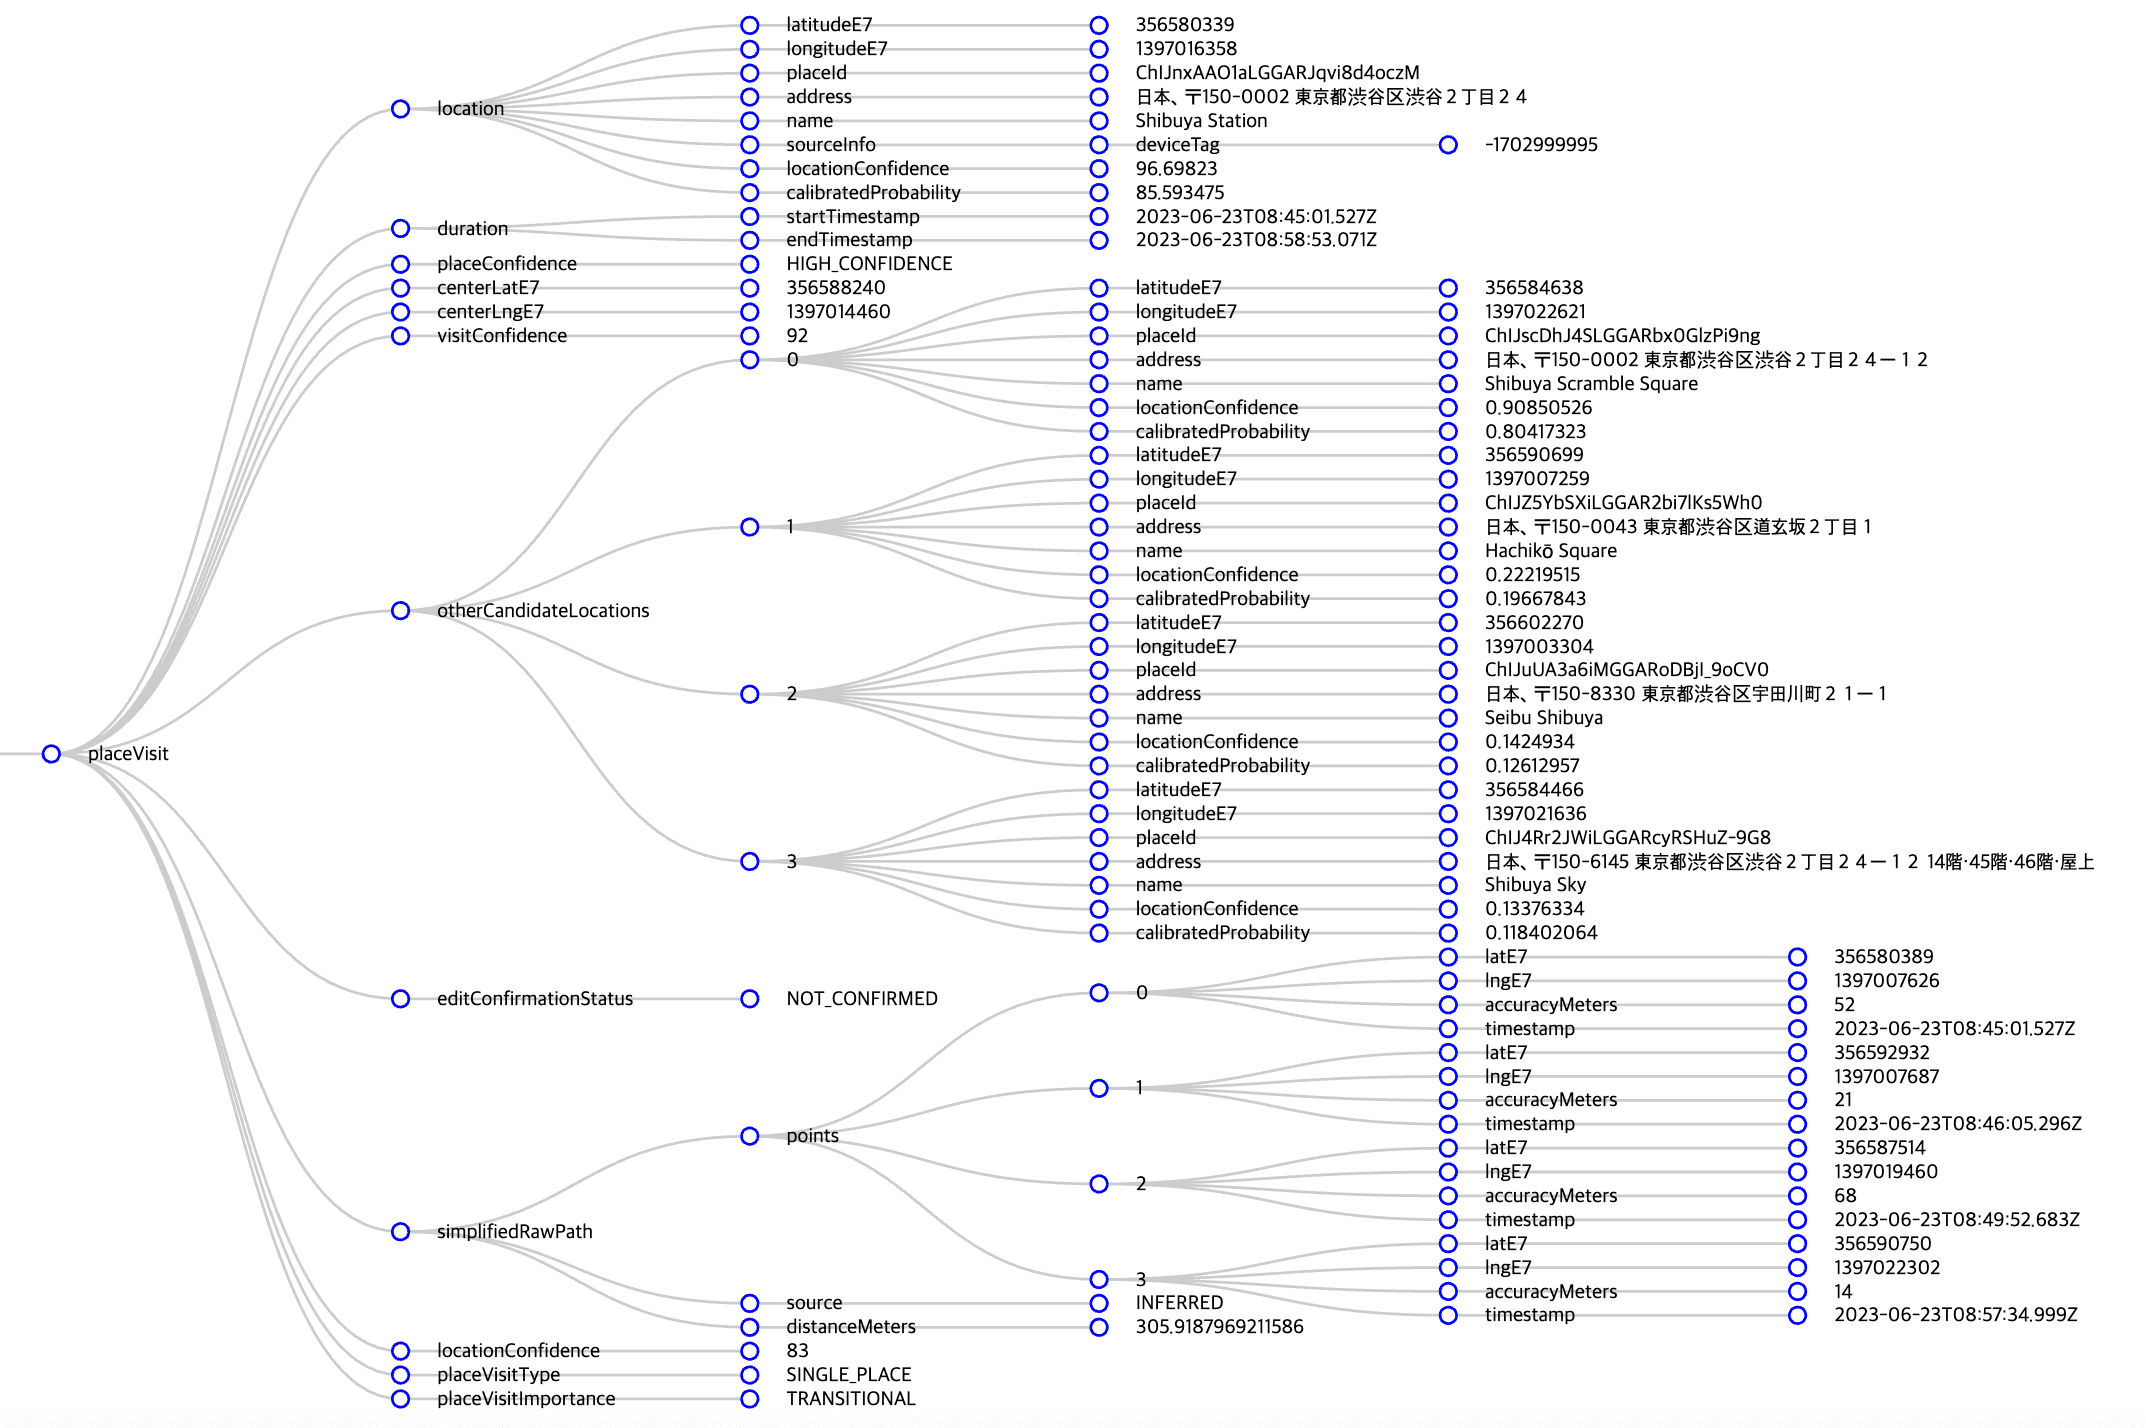 latitudeE7 356580339
longitudeE7 1397016358
placeId ChIJnxAAO1aLGGARJqvi8d4oczM
address 日本、〒150-0002 東京都渋谷区渋谷２丁目２４
location
name Shibuya Station
sourceInfo deviceTag -1702999995
locationConfidence 96.69823
calibratedProbability 85.593475
startTimestamp 2023-06-23T08:45:01.527Z
duration
endTimestamp 2023-06-23T08:58:53.071Z
placeConfidence HIGH_CONFIDENCE
centerLatE7 356588240
centerLngE7 1397014460
visitConfidence 92
latitudeE7 356584638
longitudeE7 1397022621
placeId ChIJscDhJ4SLGGARbx0GlzPi9ng
0 address 日本、〒150-0002 東京都渋谷区渋谷２丁目２４−１２
name Shibuya Scramble Square
locationConfidence 0.90850526
calibratedProbability 0.80417323
latitudeE7 356590699
longitudeE7 1397007259
placeId ChIJZ5YbSXiLGGAR2bi7lKs5Wh0
1 address 日本、〒150-0043 東京都渋谷区道玄坂２丁目１
name Hachikō Square
locationConfidence 0.22219515
calibratedProbability 0.19667843
otherCandidateLocations
latitudeE7 356602270
longitudeE7 1397003304
placeId ChIJuUA3a6iMGGARoDBjI_9oCV0
2 address 日本、〒150-8330 東京都渋谷区宇田川町２１−１
name Seibu Shibuya
locationConfidence 0.1424934
placeVisit
calibratedProbability 0.12612957
latitudeE7 356584466
longitudeE7 1397021636
placeId ChIJ4Rr2JWiLGGARcyRSHuZ-9G8
3 address 日本、〒150-6145 東京都渋谷区渋谷２丁目２４−１２ 14階·45階·46階·屋上
name Shibuya Sky
locationConfidence 0.13376334
calibratedProbability 0.118402064
latE7 356580389
lngE7 1397007626
0
editConfirmationStatus NOT_CONFIRMED
accuracyMeters 52
timestamp 2023-06-23T08:45:01.527Z
latE7 356592932
lngE7 1397007687
1
accuracyMeters 21
timestamp 2023-06-23T08:46:05.296Z
points
latE7 356587514
lngE7 1397019460
2
accuracyMeters 68
timestamp 2023-06-23T08:49:52.683Z
simplifiedRawPath
latE7 356590750
lngE7 1397022302
3
accuracyMeters 14
source INFERRED
timestamp 2023-06-23T08:57:34.999Z
distanceMeters 305.9187969211586
locationConfidence 83
placeVisitType SINGLE_PLACE
placeVisitImportance TRANSITIONAL